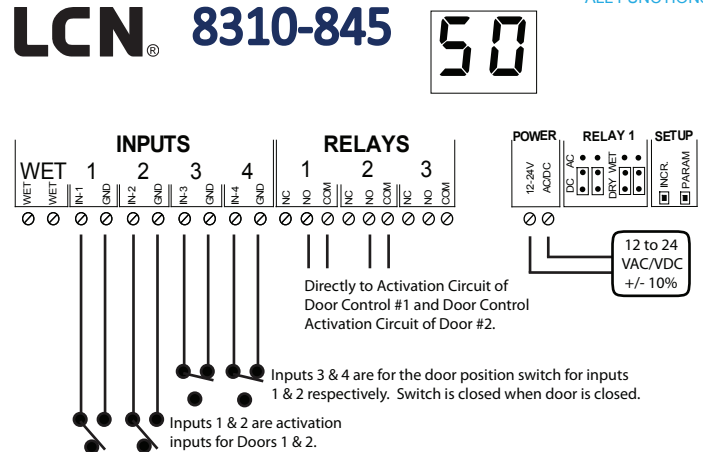 ALL FUNCTION
LCN® 8310-845
50
INPUTS RELAYS POWER RELAY 1 SETUP
WET 1 2 3 4 1 2 3
WET WET IN-1 GND IN-2 GND IN-3 GND IN-4 GND NC NO COM NC NO COM NC NO COM
12-24V AC/DC DC AC DRY WET INCR. PARAM
12 to 24
VAC/VDC
+/- 10%
Directly to Activation Circuit of
Door Control #1 and Door Control
Activation Circuit of Door #2.
Inputs 3 & 4 are for the door position switch for inputs
1 & 2 respectively. Switch is closed when door is closed.
Inputs 1 & 2 are activation
inputs for Doors 1 & 2.